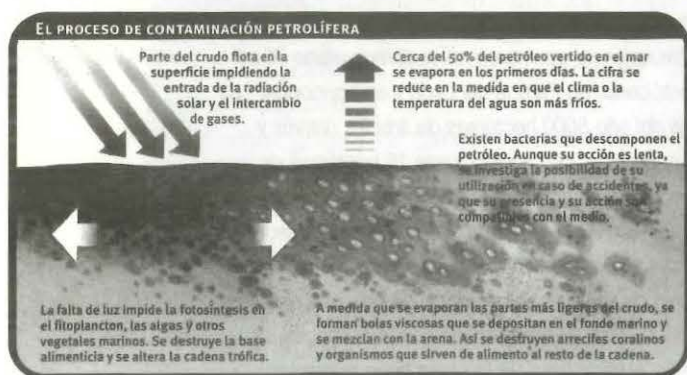 EL PROCESO DE CONTAMINACIÓN PETROLÍFERA
Parte del crudo flota en la
superficie impidiendo la
entrada de la radiación
solar y el intercambio
de gases.
Cerca del 50% del petróleo vertido en el mar
se evapora en los primeros días. La cifra se
reduce en la medida en que el clima o la
temperatura del agua son más fríos.
Existen bacterias que descomponen el
petróleo. Aunque su acción es lenta,
se investiga la posibilidad de su
utilización en caso de accidentes, ya
que su presencia y su acción son
compatibles con el medio.
La falta de luz impide la fotosíntesis en
el fitoplancton, las algas y otros
vegetales marinos. Se destruye la base
alimenticia y se altera la cadena trófica.
A medida que se evaporan las partes más ligeras del crudo, se
forman bolas viscosas que se depositan en el fondo marino y
se mezclan con la arena. Así se destruyen arrecifes coralinos
y organismos que sirven de alimento al resto de la cadena.